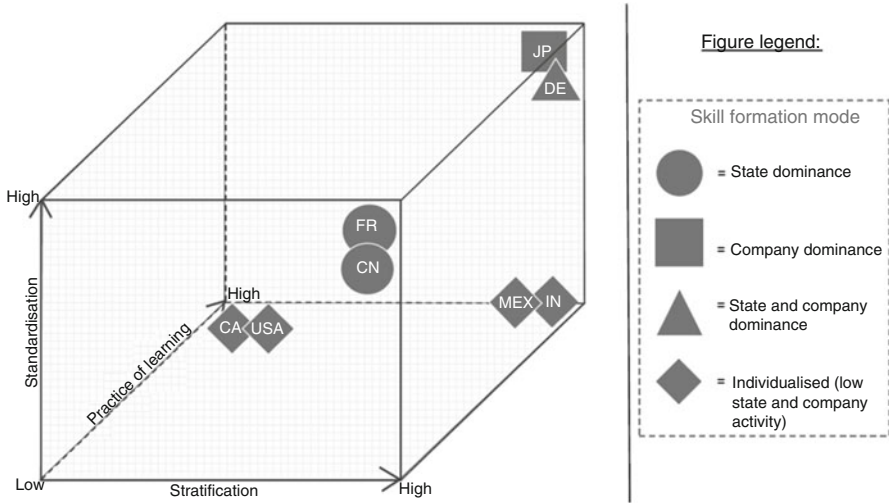 Figure legend:
Skill formation mode
= State dominance
= Company dominance
= State and company
dominance
= Individualised (low
state and company
activity)
JP
DE
High
FR
CN
High
MEX
IN
CA
USA
Standardisation
Practice of learning
Low
Stratification
High